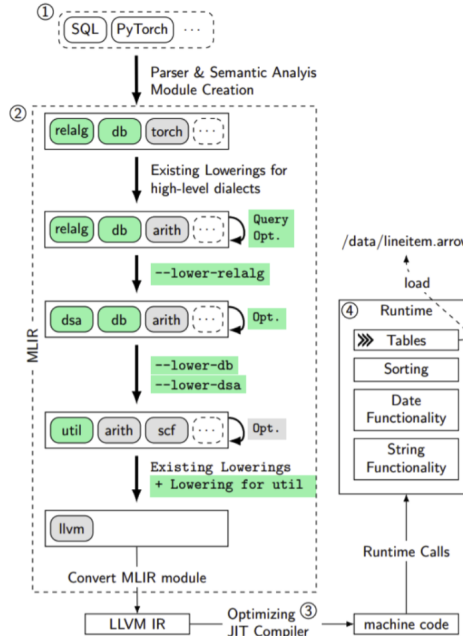 ①
SQL PyTorch ···
Parser & Semantic Analyis
Module Creation
②
MLIR
relalg db torch ···
Existing Lowerings for
high-level dialects
relalg db arith ···
Query
Opt.
--lower-relalg
dsa db arith ···
Opt.
--lower-db
--lower-dsa
util arith scf ···
Opt.
Existing Lowerings
+ Lowering for util
llvm
Convert MLIR module
LLVM IR
Optimizing ③
JIT Compiler
machine code
Runtime Calls
/data/lineitem.arrow
load
④ Runtime
Tables
Sorting
Date
Functionality
String
Functionality